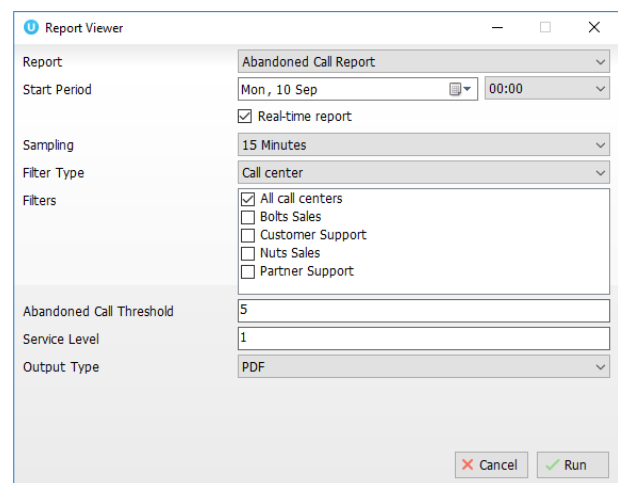 U Report Viewer
Report Abandoned Call Report
Start Period Mon, 10 Sep 00:00
Real-time report
Sampling 15 Minutes
Filter Type Call center
Filters All call centers
Bolts Sales
Customer Support
Nuts Sales
Partner Support
Abandoned Call Threshold 5
Service Level 1
Output Type PDF
Cancel Run